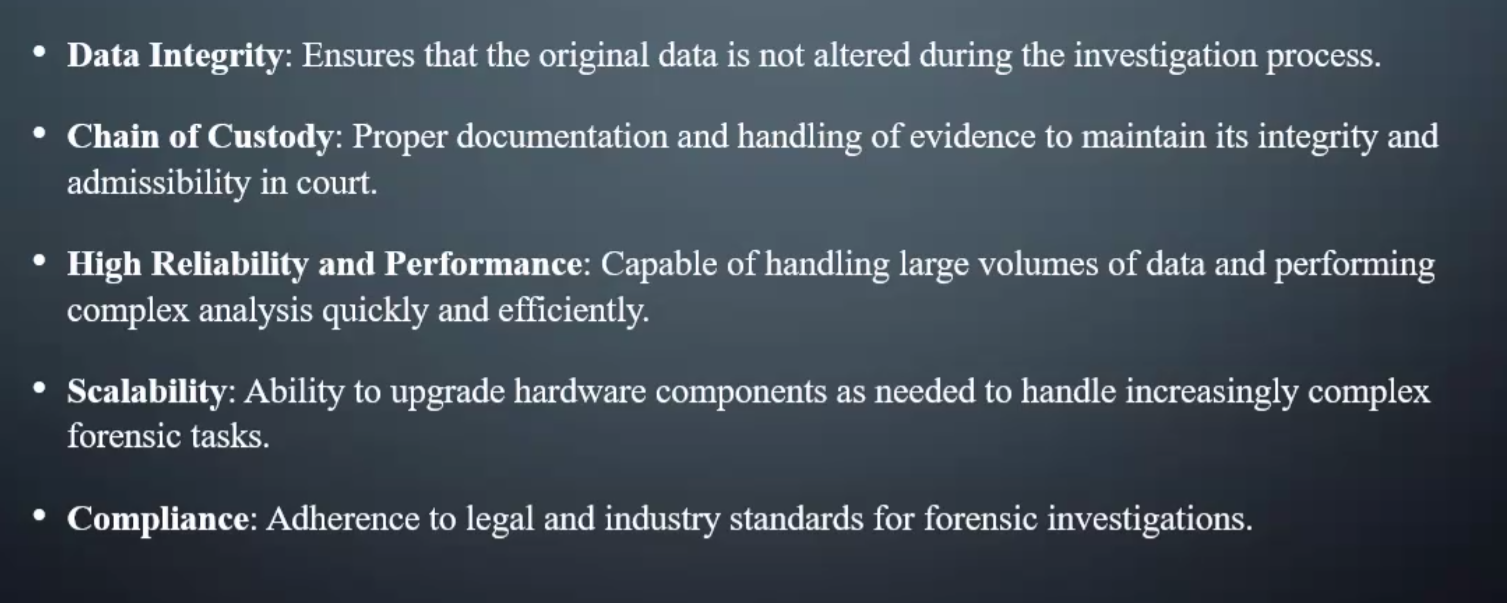 • Data Integrity: Ensures that the original data is not altered during the investigation process.
• Chain of Custody: Proper documentation and handling of evidence to maintain its integrity and
admissibility in court.
• High Reliability and Performance: Capable of handling large volumes of data and performing
complex analysis quickly and efficiently.
• Scalability: Ability to upgrade hardware components as needed to handle increasingly complex
forensic tasks.
• Compliance: Adherence to legal and industry standards for forensic investigations.